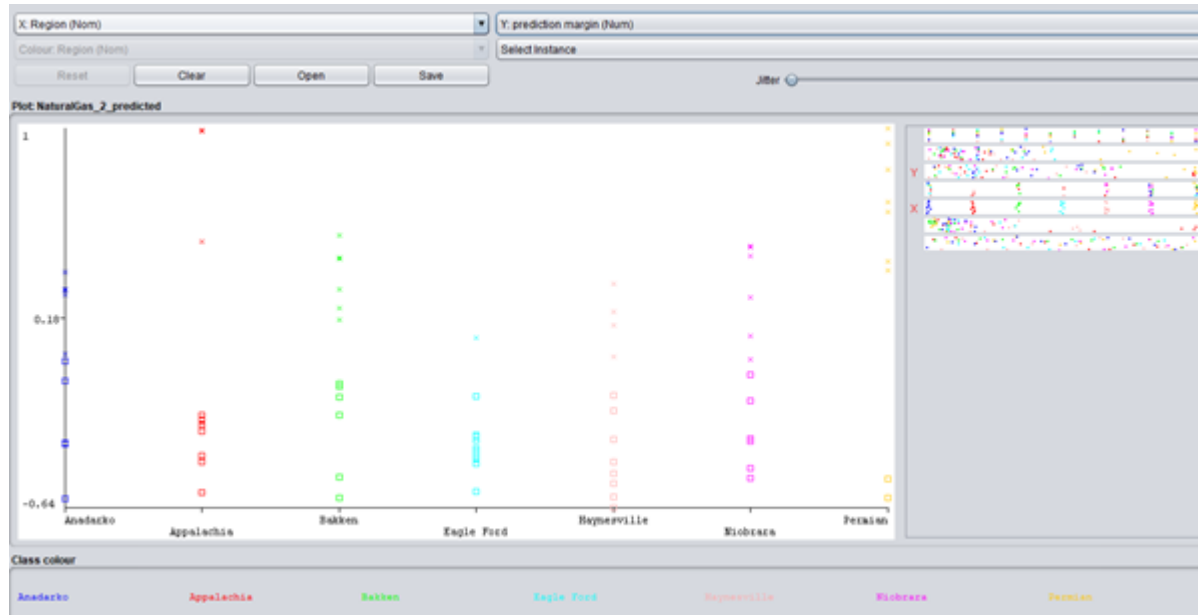 X: Region (Nom)
Y: prediction margin (Num)
Colour: Region (Nom)
Select Instance
Reset Clear Open Save
Jitter
Plot: NaturalGas_2_predicted
1
0.18
-0.64
Y
X
Anadarko Bakken Haynesville Permian
Appalachia Eagle Ford Niobrara
Class colour
Anadarko Appalachia Bakken Eagle Ford Haynesville Niobrara Permian